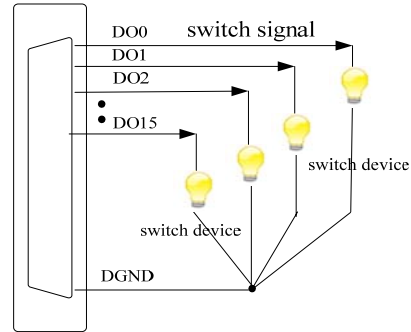 DO0
switch signal
DO1
DO2
DO15
switch device
switch device
DGND